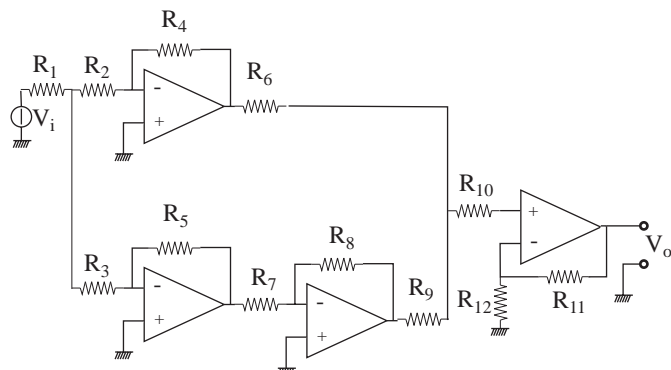 R4
R1 R2
R6
Vi
-
+
R5
R10
+
-
Vo
R3
R8
R7
-
+
R9
R12
R11
-
+